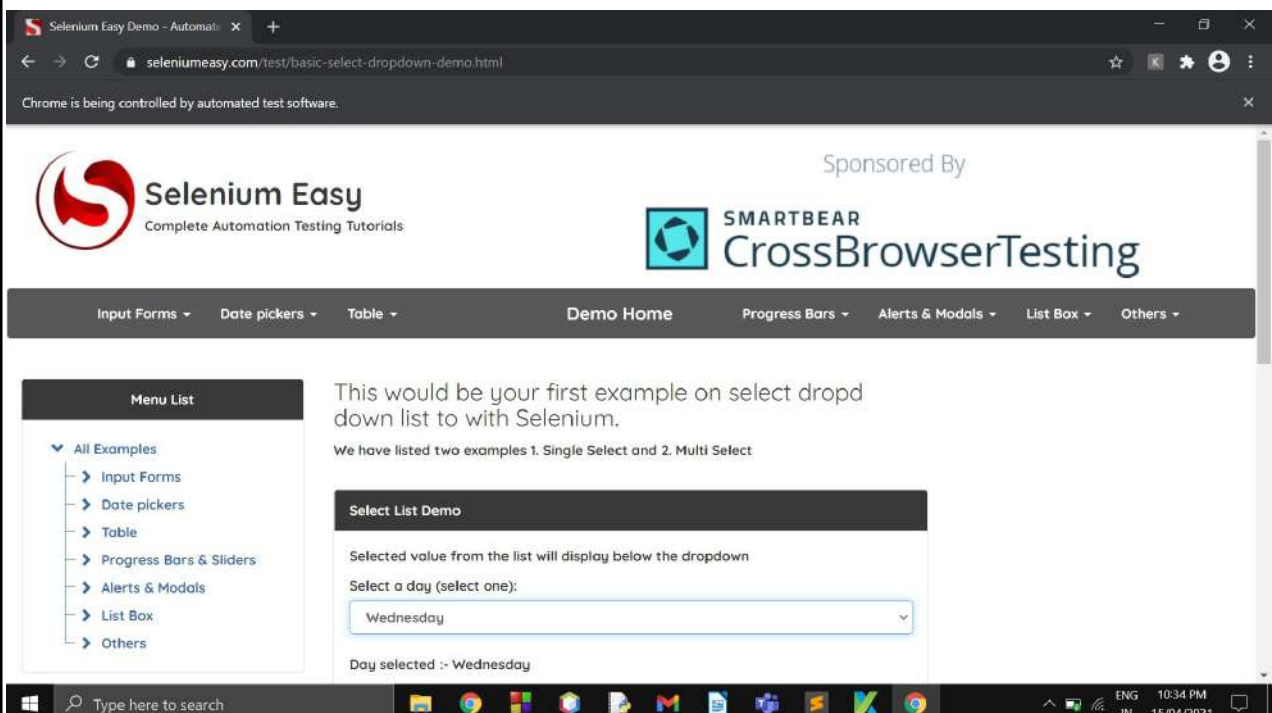 Selenium Easy Demo - Automate
seleniumeasy.com/test/basic-select-dropdown-demo.html
K
Chrome is being controlled by automated test software.
Selenium Easy
Complete Automation Testing Tutorials
Sponsored By
SMARTBEAR
CrossBrowserTesting
Input Forms Date pickers Table Demo Home Progress Bars Alerts & Modals List Box Others
Menu List
All Examples
Input Forms
Date pickers
Table
Progress Bars & Sliders
Alerts & Modals
List Box
Others
This would be your first example on select dropd
down list to with Selenium.
We have listed two examples 1. Single Select and 2. Multi Select
Select List Demo
Selected value from the list will display below the dropdown
Select a day (select one):
Wednesday
Day selected :- Wednesday
Type here to search
ENG 10:34 PM
IN 15/04/2021